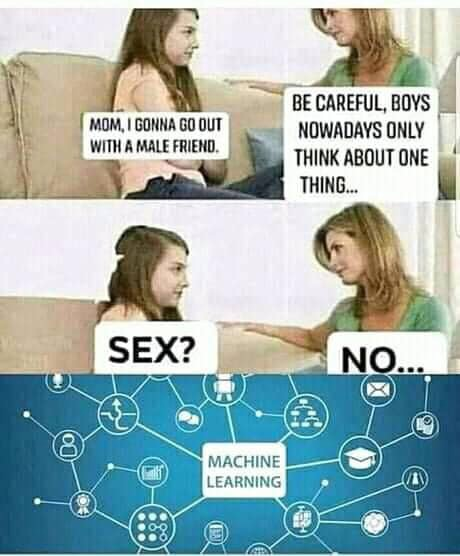 MOM, I GONNA GO OUT
WITH A MALE FRIEND.
BE CAREFUL, BOYS
NOWADAYS ONLY
THINK ABOUT ONE
THING...
SEX?
NO...
MACHINE
LEARNING